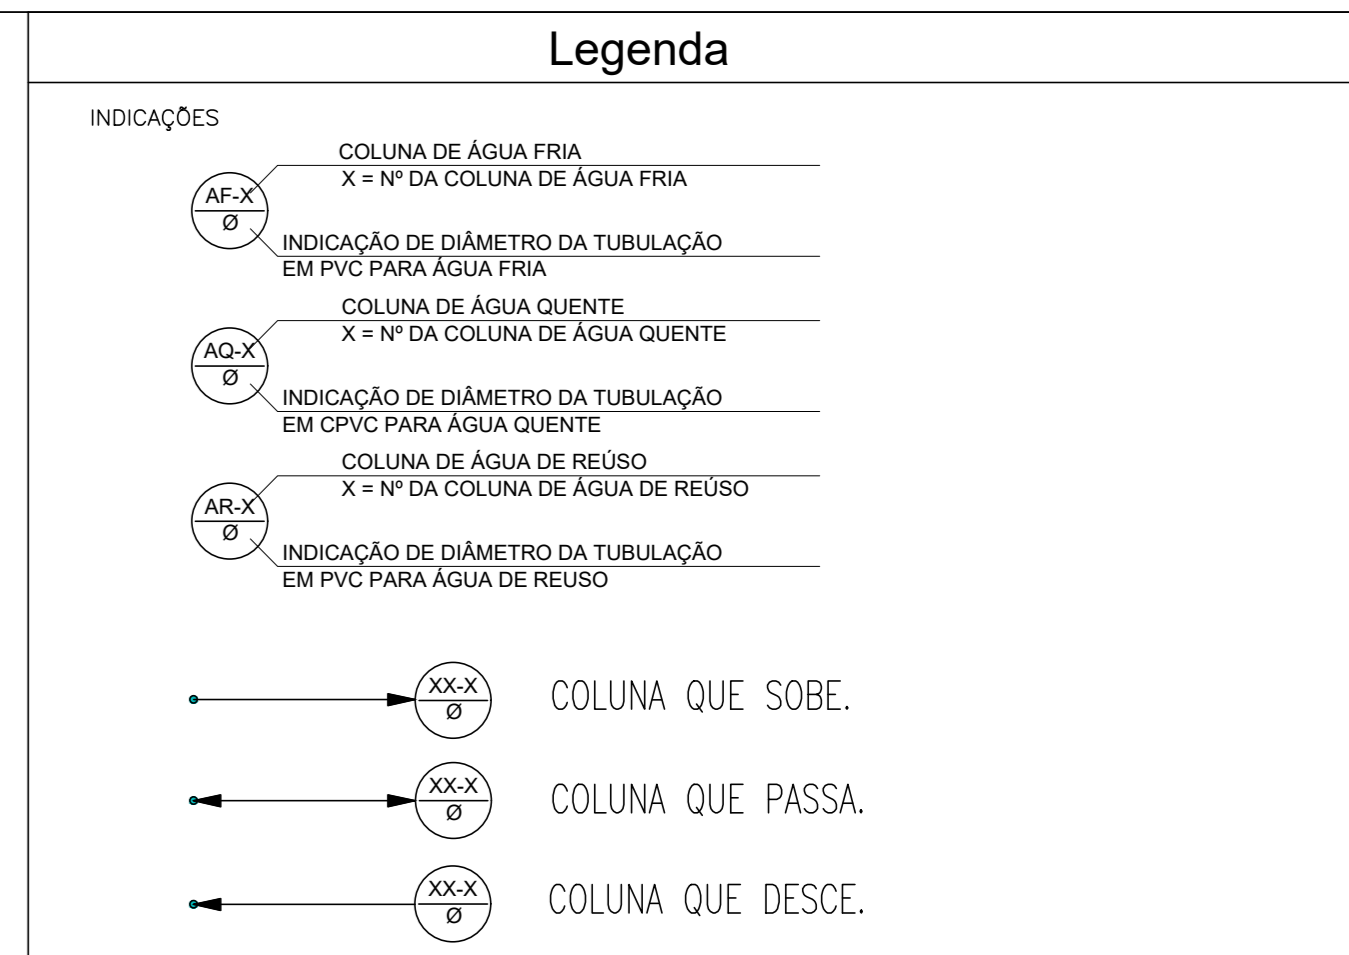 Legenda
INDICAÇÕES
COLUNA DE ÁGUA FRIA
X = Nº DA COLUNA DE ÁGUA FRIA
AF-X
Ø
INDICAÇÃO DE DIÂMETRO DA TUBULAÇÃO
EM PVC PARA ÁGUA FRIA
COLUNA DE ÁGUA QUENTE
X = Nº DA COLUNA DE ÁGUA QUENTE
AQ-X
Ø
INDICAÇÃO DE DIÂMETRO DA TUBULAÇÃO
EM CPVC PARA ÁGUA QUENTE
COLUNA DE ÁGUA DE REÚSO
X = Nº DA COLUNA DE ÁGUA DE REÚSO
AR-X
Ø
INDICAÇÃO DE DIÂMETRO DA TUBULAÇÃO
EM PVC PARA ÁGUA DE REUSO
XX-X
Ø
COLUNA QUE SOBE.
XX-X
Ø
COLUNA QUE PASSA.
XX-X
Ø
COLUNA QUE DESCE.